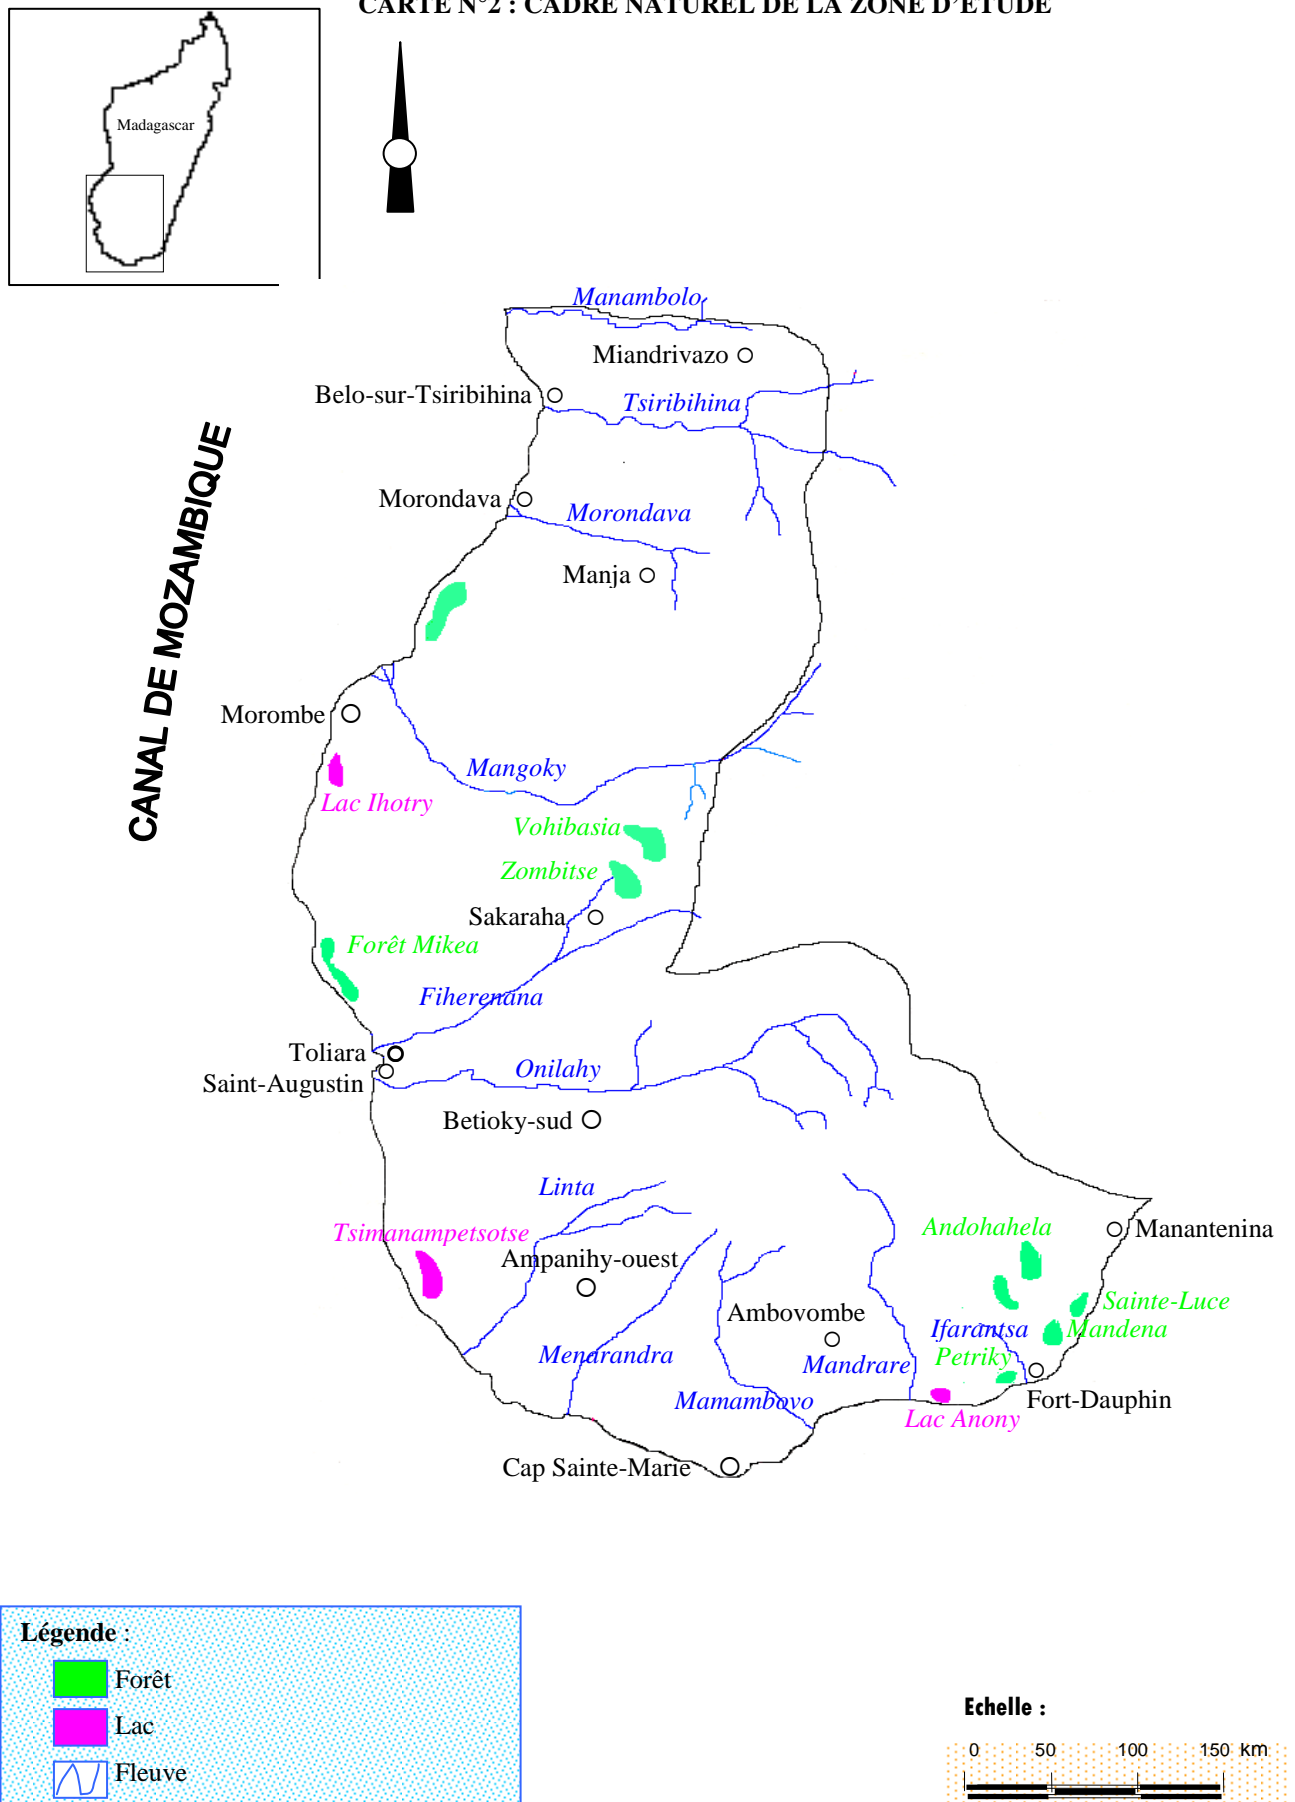 CARTE N°2 : CADRE NATUREL DE LA ZONE D'ETUDE
Madagascar
Manambolo
Miandrivazo
Belo-sur-Tsiribihina
Tsiribihina
CANAL DE MOZAMBIQUE
Morondava
Morondava
Manja
Morombe
Mangoky
Lac Ihotry
Vohibasia
Zombitse
Sakaraha
Forêt Mikea
Fiherenana
Toliara
Saint-Augustin
Onilahy
Betioky-sud
Linta
Tsimanampetsotse
Ampanihy-ouest
Andohahela
Manantenina
Ambovombe
Sainte-Luce
Ifarantsa
Mandena
Menarandra
Mandrare
Petriky
Mamambovo
Fort-Dauphin
Lac Anony
Cap Sainte-Marie
Légende :
Forêt
Lac
Fleuve
Echelle :
0 50 100 150 km